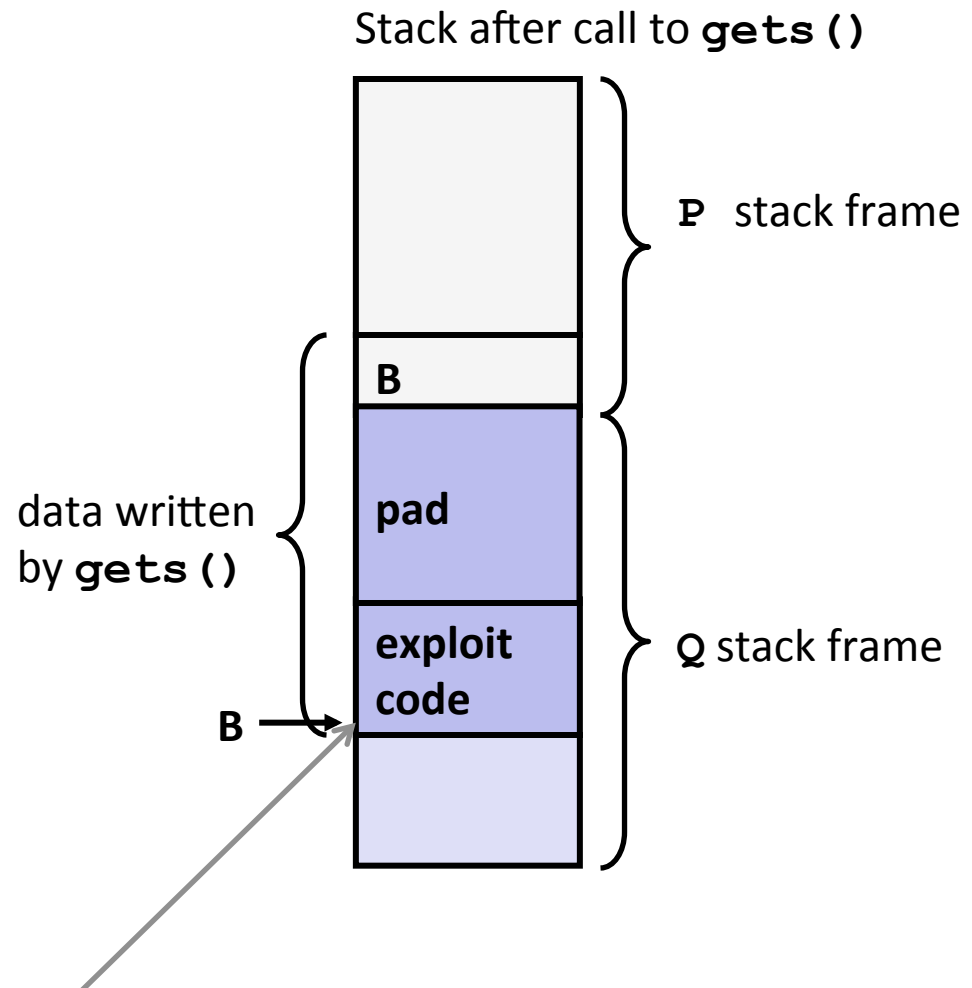 Stack after call to gets()
P stack frame
B
pad
data written
by gets()
exploit
code
Q stack frame
B